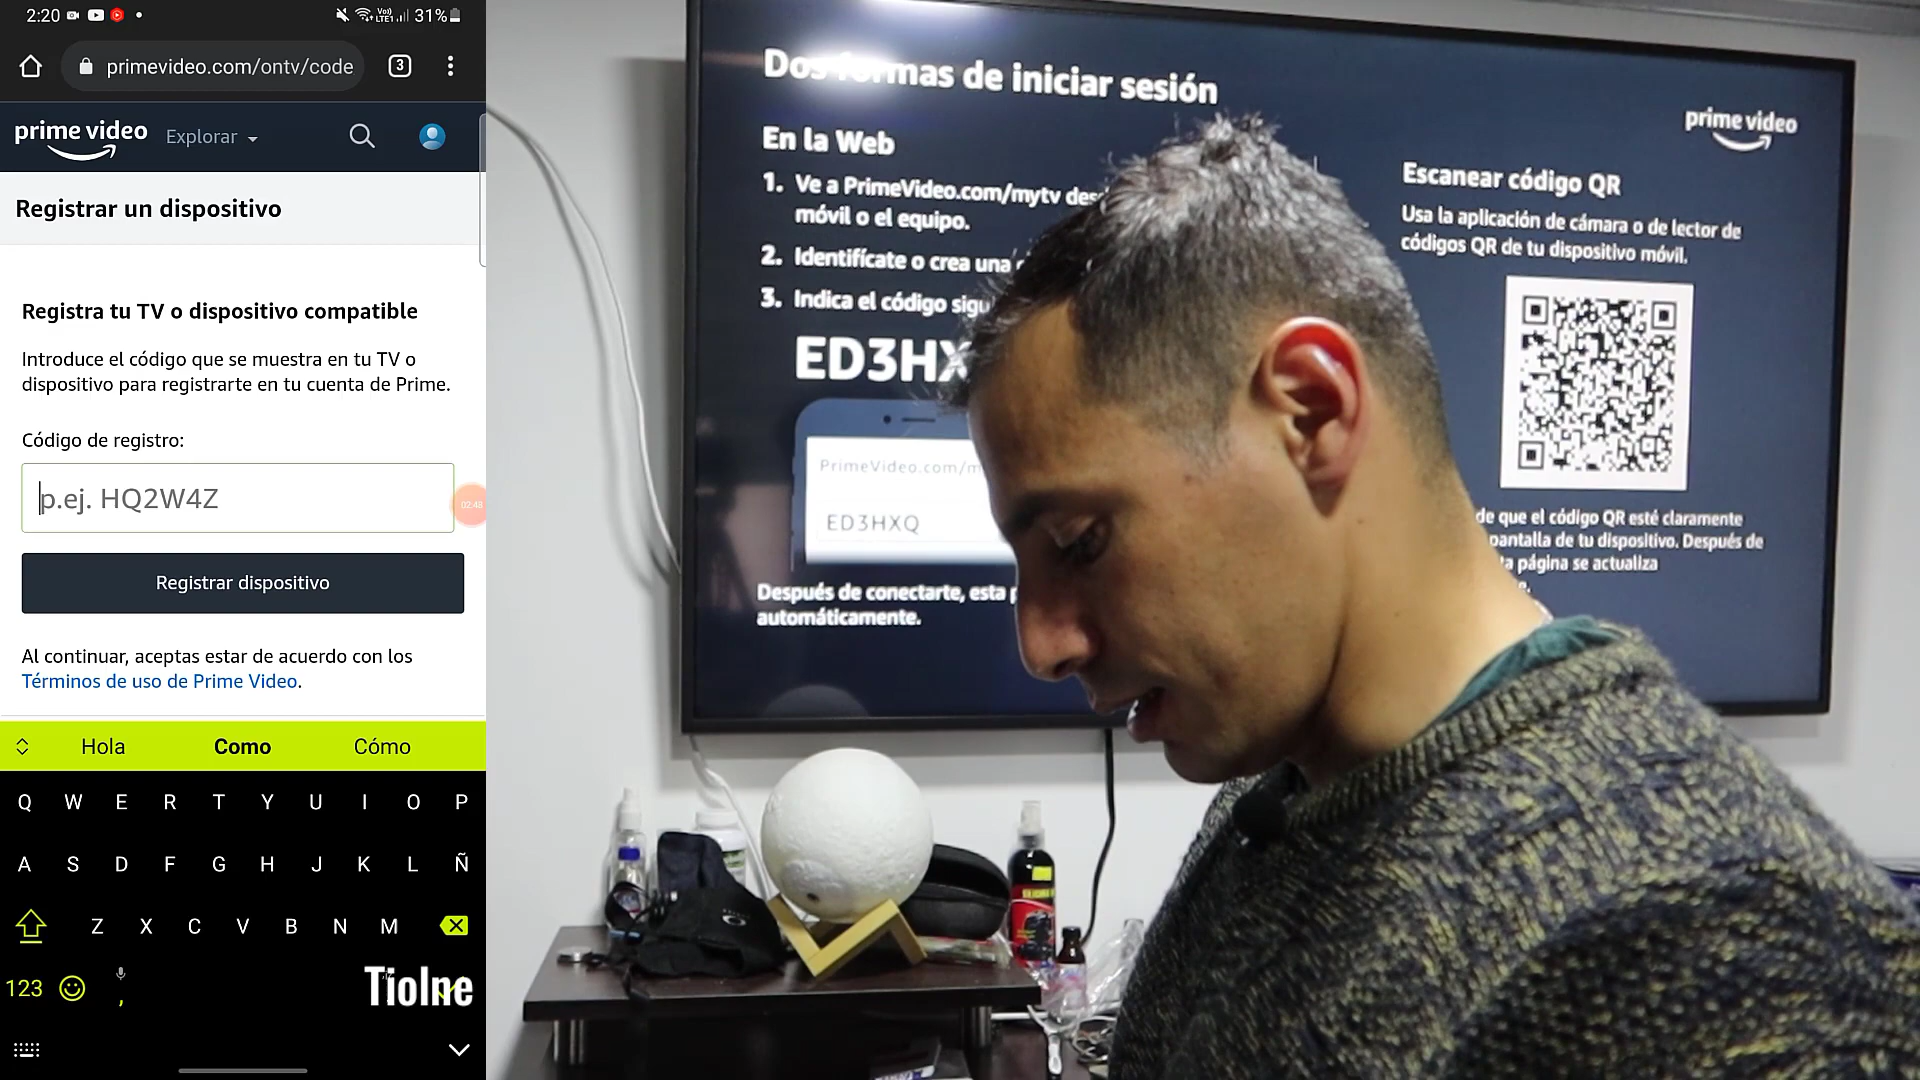 2:20
31%
primevideo.com/ontv/code
3
prime video
Explorar
Registrar un dispositivo
Registra tu TV o dispositivo compatible
Introduce el código que se muestra en tu TV o
dispositivo para registrarte en tu cuenta de Prime.
Código de registro:
p.ej. HQ2W4Z
02:48
Registrar dispositivo
Al continuar, aceptas estar de acuerdo con los
Términos de uso de Prime Video.
Hola Como Cómo
Q W E R T Y U I O P
A S D F G H J K L Ñ
Z X C V B N M
123 ,
Tiolne
Dos formas de iniciar sesión
En la Web
1. Ve a PrimeVideo.com/mytv
móvil o el equipo.
2. Identifícate o crea una
3. Indica el código
ED3HX
PrimeVideo.com/m
ED3HXQ
Después de conectarte, esta
automáticamente.
prime video
Escanear código QR
Usa la aplicación de cámara o de lector de
códigos QR de tu dispositivo móvil.
de que el código QR esté claramente
pantalla de tu dispositivo. Después de
página se actualiza